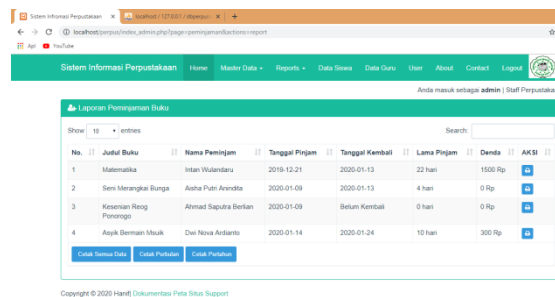 Sistem Informasi Perpustakaan
localhost / 127.0.0.1 / dbperpus
localhost/perpus/index_admin.php?page=peminjaman&actions=report
Apl YouTube
Sistem Informasi Perpustakaan Home Master Data Reports Data Siswa Data Guru User About Contact Logout
Anda masuk sebagai admin | Staff Perpustaka
Laporan Peminjaman Buku
Show 10 entries Search:
No. Judul Buku Nama Peminjam Tanggal Pinjam Tanggal Kembali Lama Pinjam Denda AKSI
1 Matematika Intan Wulandaru 2019-12-21 2020-01-13 22 hari 1500 Rp
2 Seni Merangkai Bunga Aisha Putri Anindita 2020-01-09 2020-01-13 4 hari 0 Rp
3 Kesenian Reog Ponorogo Ahmad Saputra Berlian 2020-01-09 Belum Kembali 0 hari 0 Rp
4 Asyik Bermain Musik Dwi Nova Ardianto 2020-01-14 2020-01-24 10 hari 300 Rp
Cetak Semua Data Cetak Perbulan Cetak Pertahun
Copyright © 2020 Hanif| Dokumentasi Peta Situs Support